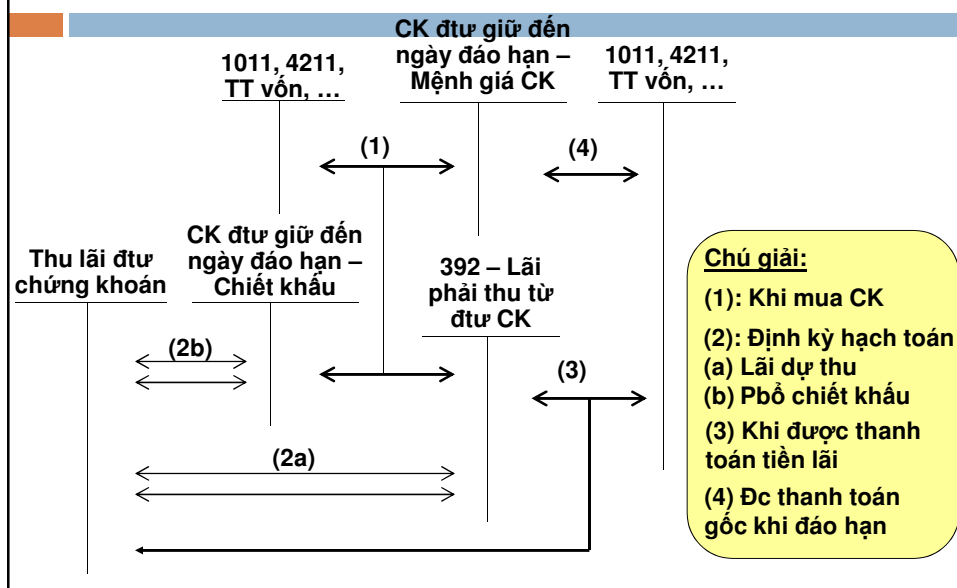 CK đtư giữ đến
ngày đáo hạn –
Mệnh giá CK
1011, 4211,
TT vốn, …
1011, 4211,
TT vốn, …
(1)
(4)
Thu lãi đtư
chứng khoán
CK đtư giữ đến
ngày đáo hạn –
Chiết khấu
392 – Lãi
phải thu từ
đtư CK
(2b)
(3)
(2a)
Chú giải:
(1): Khi mua CK
(2): Định kỳ hạch toán
(a) Lãi dự thu
(b) Pbổ chiết khấu
(3) Khi được thanh
toán tiền lãi
(4) Đc thanh toán
gốc khi đáo hạn